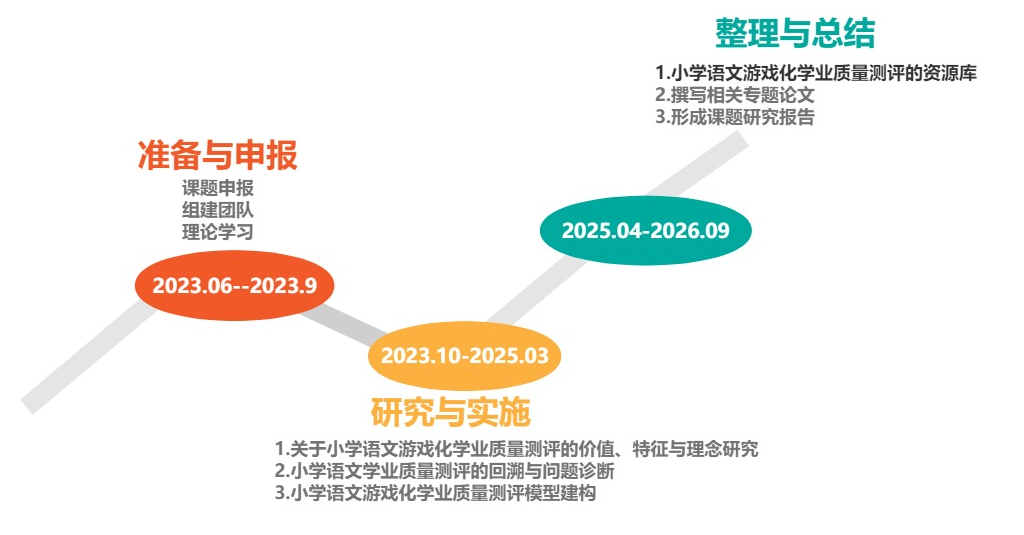 准备与申报
课题申报
组建团队
理论学习
2023.06--2023.9
2023.10-2025.03
研究与实施
1.关于小学语文游戏化学业质量测评的价值、特征与理念研究
2.小学语文学业质量测评的回溯与问题诊断
3.小学语文游戏化学业质量测评模型建构
整理与总结
1.小学语文游戏化学业质量测评的资源库
2.撰写相关专题论文
3.形成课题研究报告
2025.04-2026.09